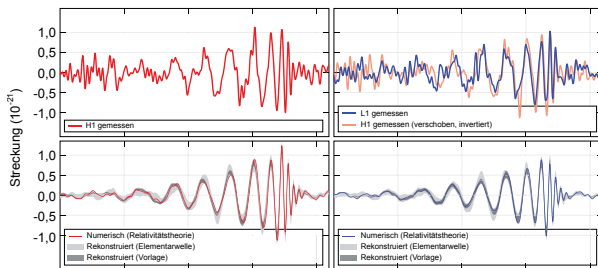 Streckung (10⁻²¹)
1,0
0,5
0,0
-0,5
-1,0
H1 gemessen
L1 gemessen
H1 gemessen (verschoben, invertiert)
1,0
0,5
0,0
-0,5
-1,0
Numerisch (Relativitätstheorie)
Rekonstruiert (Elementarwelle)
Rekonstruiert (Vorlage)
Numerisch (Relativitätstheorie)
Rekonstruiert (Elementarwelle)
Rekonstruiert (Vorlage)